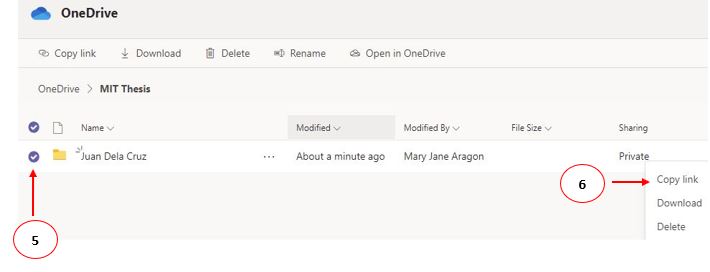 OneDrive
Copy link Download Delete Rename Open in OneDrive
OneDrive > MIT Thesis
Name Modified Modified By File Size Sharing
Juan Dela Cruz ... About a minute ago Mary Jane Aragon Private
6 Copy link
Download
5 Delete